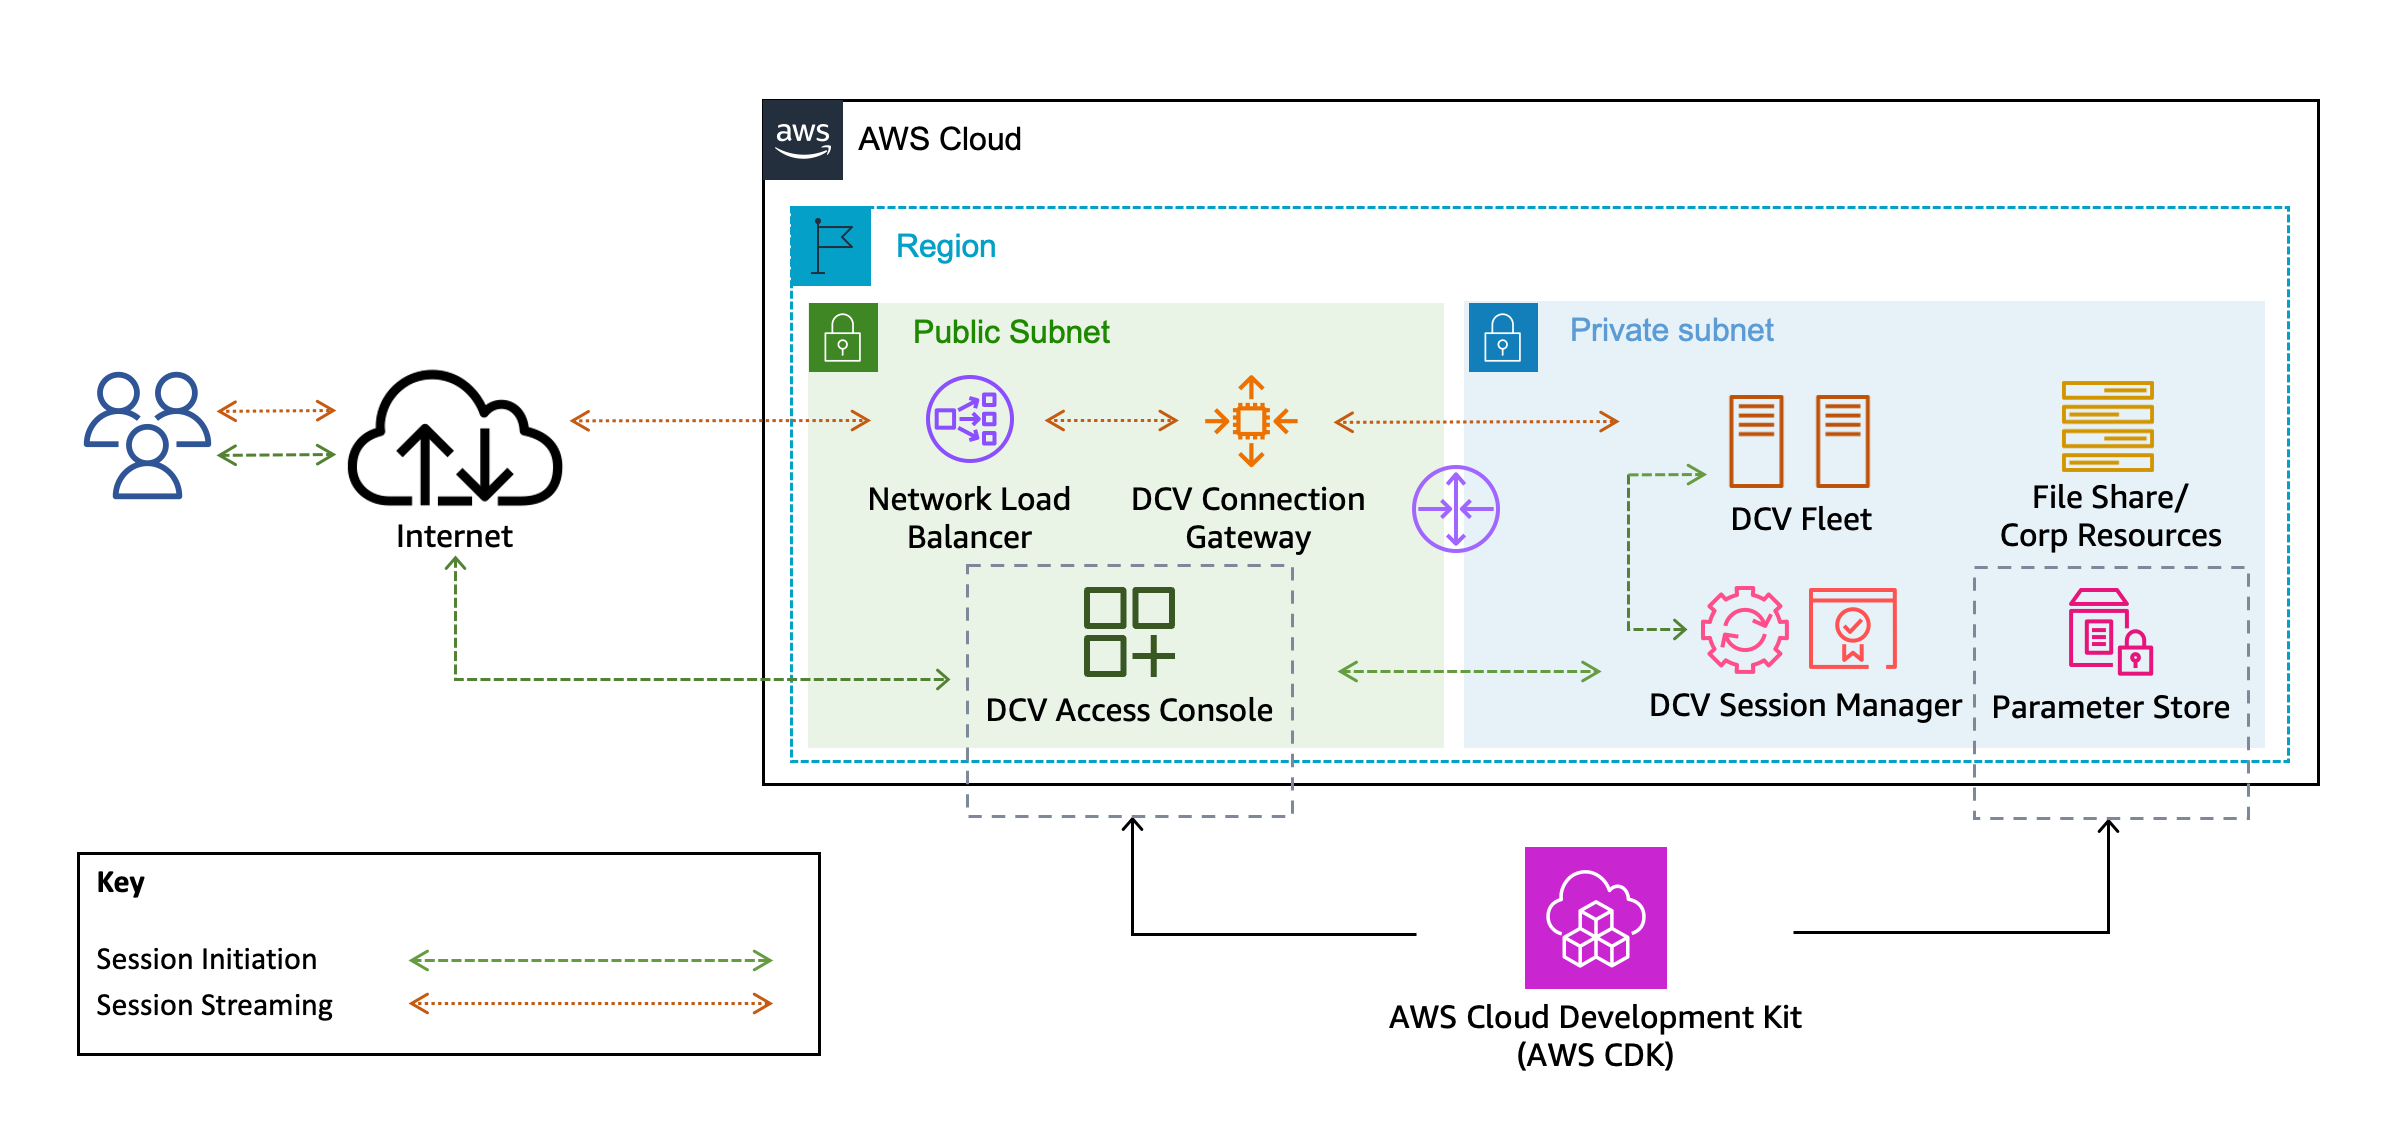 aws
AWS Cloud
Region
Public Subnet
Private subnet
Internet
Network Load
Balancer
DCV Connection
Gateway
DCV Fleet
File Share/
Corp Resources
DCV Access Console
DCV Session Manager
Parameter Store
Key
Session Initiation
Session Streaming
AWS Cloud Development Kit
(AWS CDK)